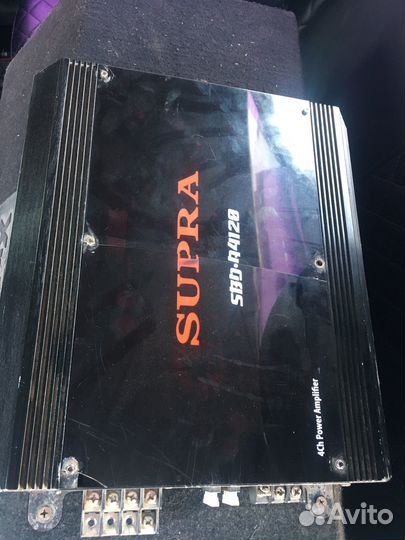 SUPRA
SBD-A4120
4Ch Power Amplifier
Avito